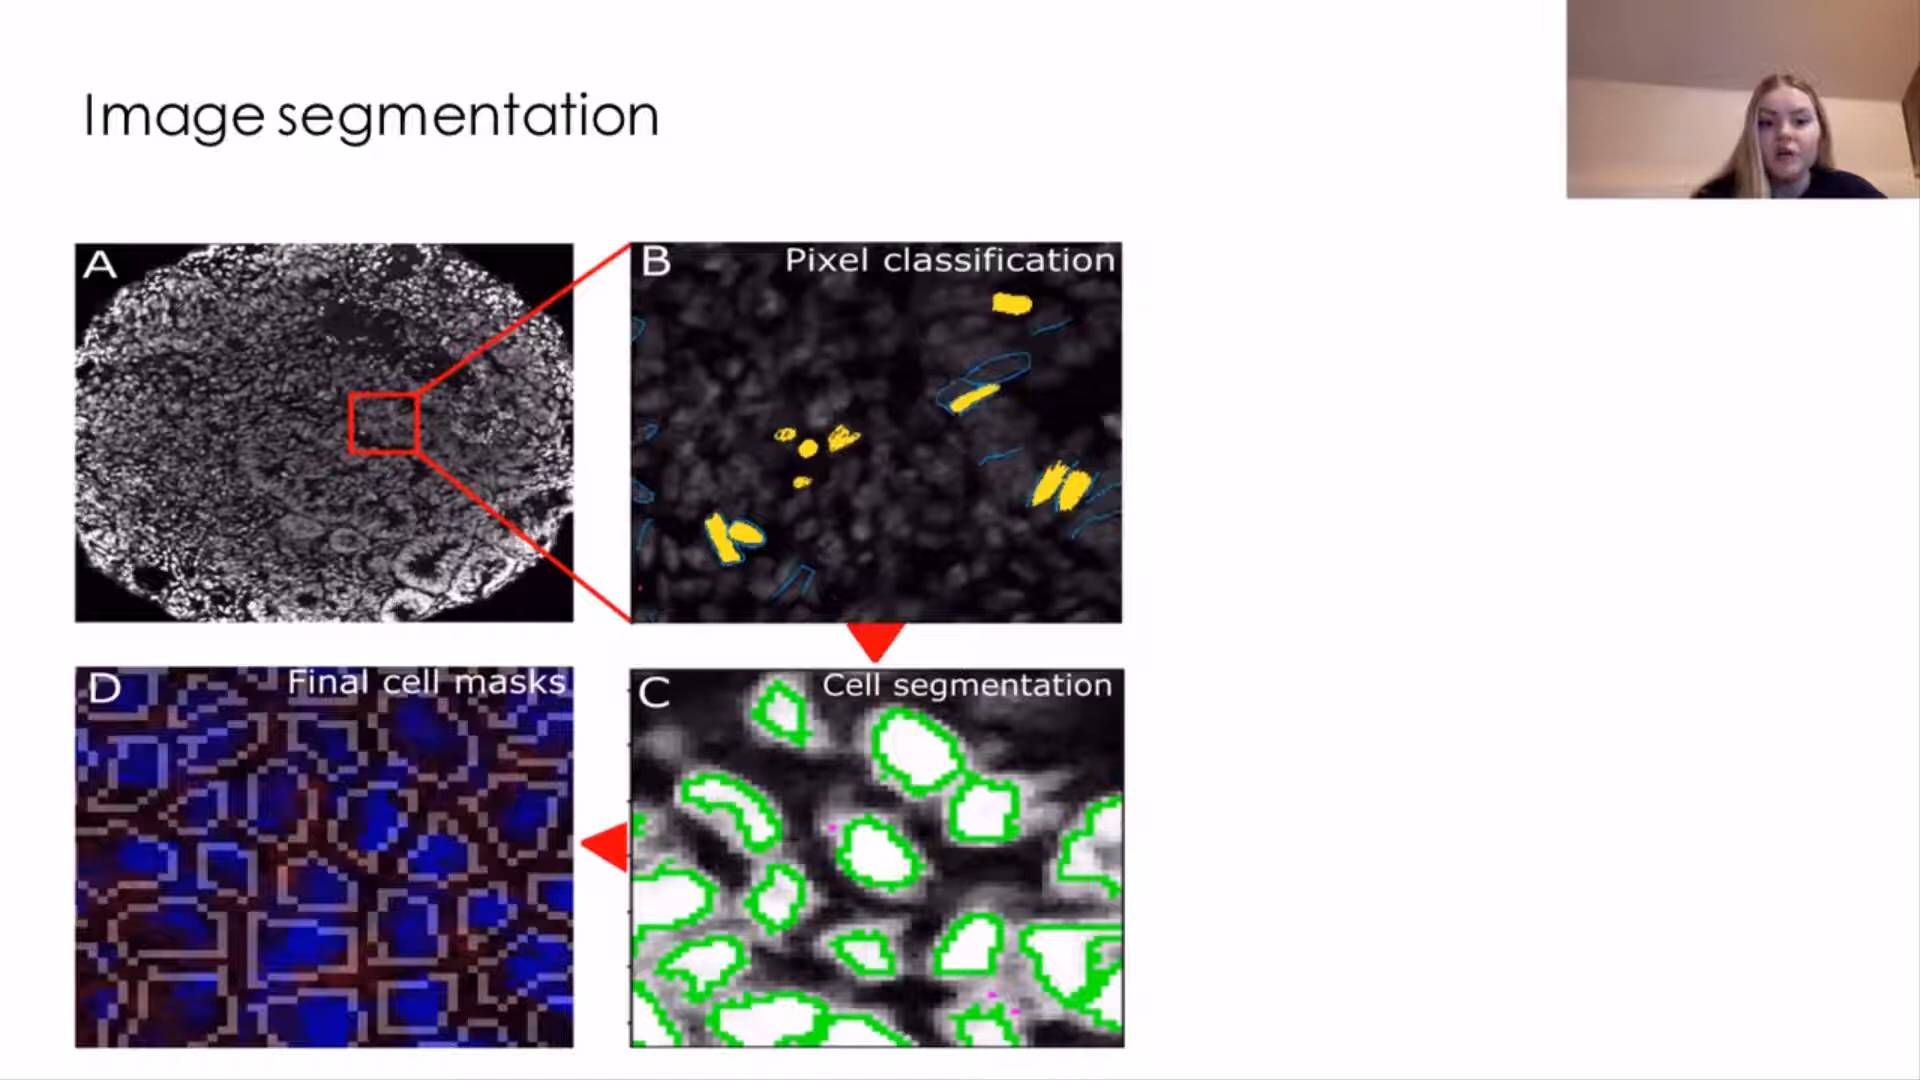 Image segmentation
A
B
Pixel classification
D
Final cell masks
C
Cell segmentation